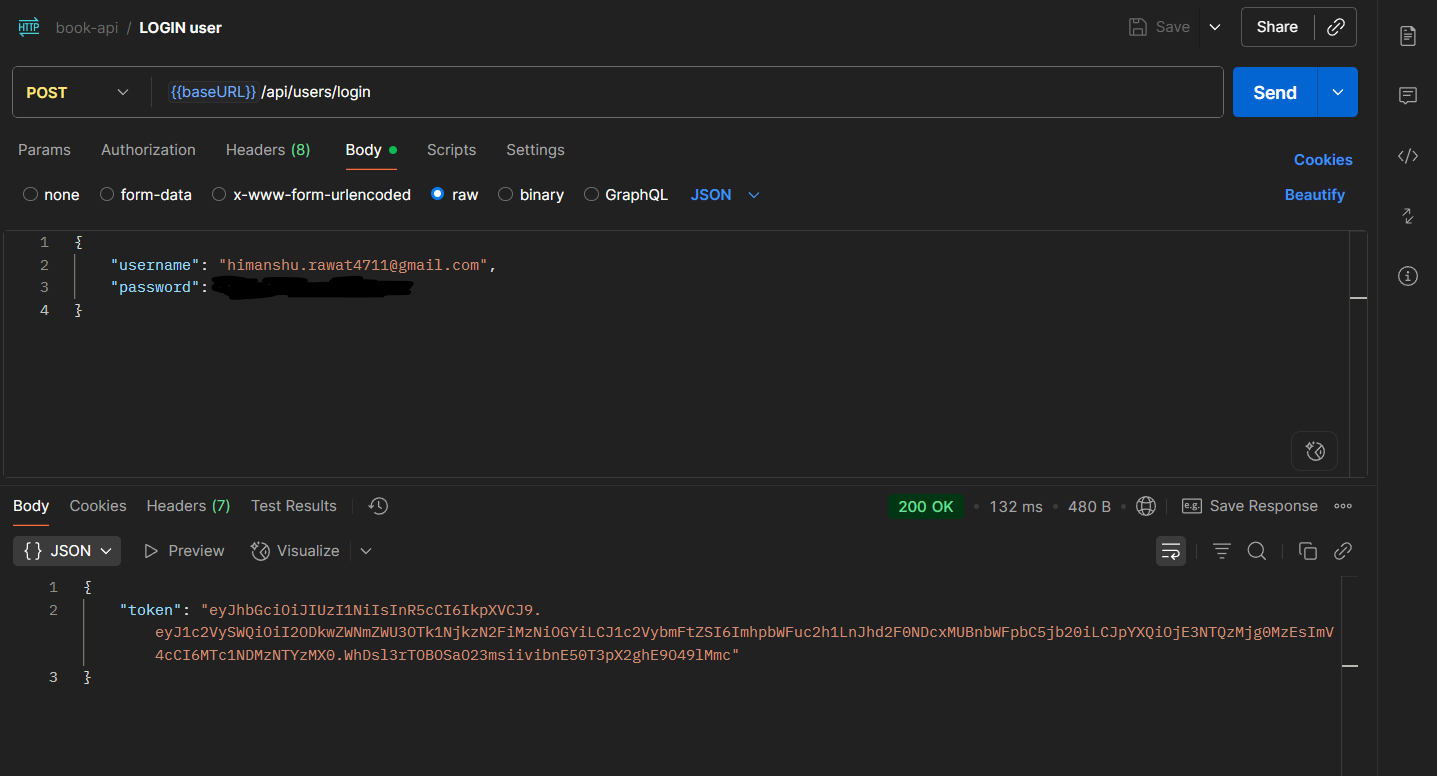 HTTP book-api / LOGIN user Save Share
POST {{baseURL}} /api/users/login Send
Params Authorization Headers (8) Body Scripts Settings Cookies
none form-data x-www-form-urlencoded raw binary GraphQL JSON Beautify
1 {
2 "username": "himanshu.rawat4711@gmail.com",
3 "password":
4 }
Body Cookies Headers (7) Test Results 200 OK • 132 ms • 480 B • e.g. Save Response
{} JSON Preview Visualize
1 {
2 "token": "eyJhbGciOiJIUzI1NiIsInR5cCI6IkpXVCJ9.
eyJ1c2VySWQiOiI2ODkwZWNmZWU3OTk1NjkzN2FiMzNiOGYiLCJ1c2VybmFtZSI6ImhpbWFuc2h1LnJhd2F0NDcxMUBnbWFpbC5jb20iLCJpYXQiOjE3NTQzMjg0MzEsImV
4cCI6MTc1NDMzNTYzMX0.WhDsl3rTOBOSaO23msiivibnE50T3pX2ghE9O49lMmc"
3 }